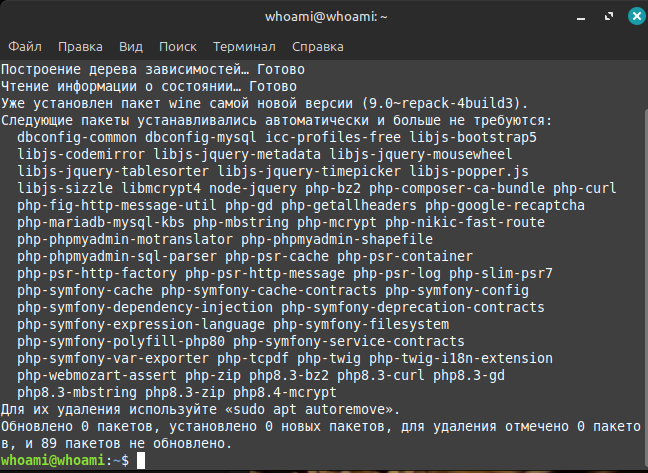 whoami@whoami: ~
Файл Правка Вид Поиск Терминал Справка
Построение дерева зависимостей… Готово
Чтение информации о состоянии… Готово
Уже установлен пакет wine самой новой версии (9.0~repack-4build3).
Следующие пакеты устанавливались автоматически и больше не требуются:
dbconfig-common dbconfig-mysql icc-profiles-free libjs-bootstrap5
libjs-codemirror libjs-jquery-metadata libjs-jquery-mousewheel
libjs-jquery-tablesorter libjs-jquery-timepicker libjs-popper.js
libjs-sizzle libmcrypt4 node-jquery php-bz2 php-composer-ca-bundle php-curl
php-fig-http-message-util php-gd php-getallheaders php-google-recaptcha
php-mariadb-mysql-kbs php-mbstring php-mcrypt php-nikic-fast-route
php-phpmyadmin-motranslator php-phpmyadmin-shapefile
php-phpmyadmin-sql-parser php-psr-cache php-psr-container
php-psr-http-factory php-psr-http-message php-psr-log php-slim-psr7
php-symfony-cache php-symfony-cache-contracts php-symfony-config
php-symfony-dependency-injection php-symfony-deprecation-contracts
php-symfony-expression-language php-symfony-filesystem
php-symfony-polyfill-php80 php-symfony-service-contracts
php-symfony-var-exporter php-tcpdf php-twig php-twig-i18n-extension
php-webmozart-assert php-zip php8.3-bz2 php8.3-curl php8.3-gd
php8.3-mbstring php8.3-zip php8.4-mcrypt
Для их удаления используйте «sudo apt autoremove».
Обновлено 0 пакетов, установлено 0 новых пакетов, для удаления отмечено 0 пакето
в, и 89 пакетов не обновлено.
whoami@whoami:~$